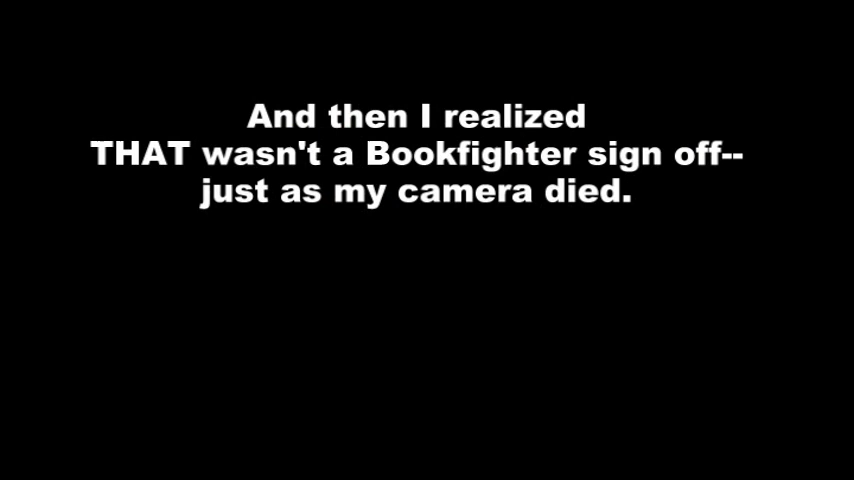 And then I realized
THAT wasn't a Bookfighter sign off--
just as my camera died.